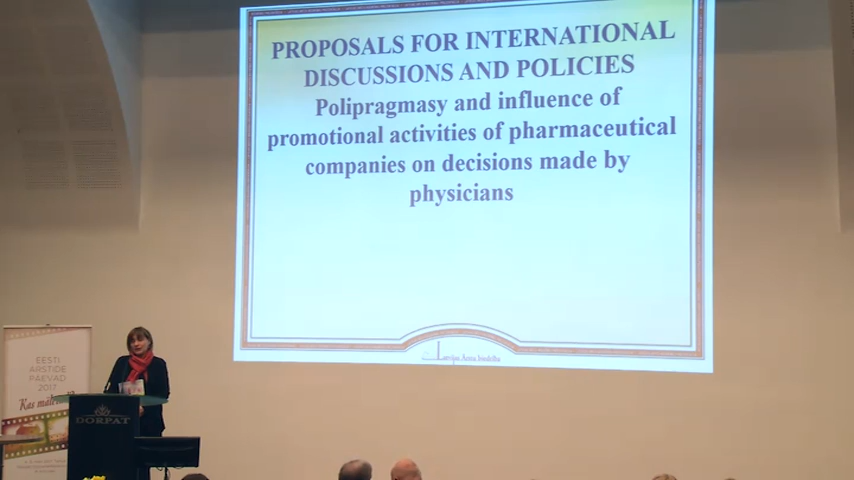 PROPOSALS FOR INTERNATIONAL
DISCUSSIONS AND POLICIES
Polipragmasy and influence of
promotional activities of pharmaceutical
companies on decisions made by
physicians
EESTI
ARSTIDE
PÄEVAD
2017
Kas
DORPAT